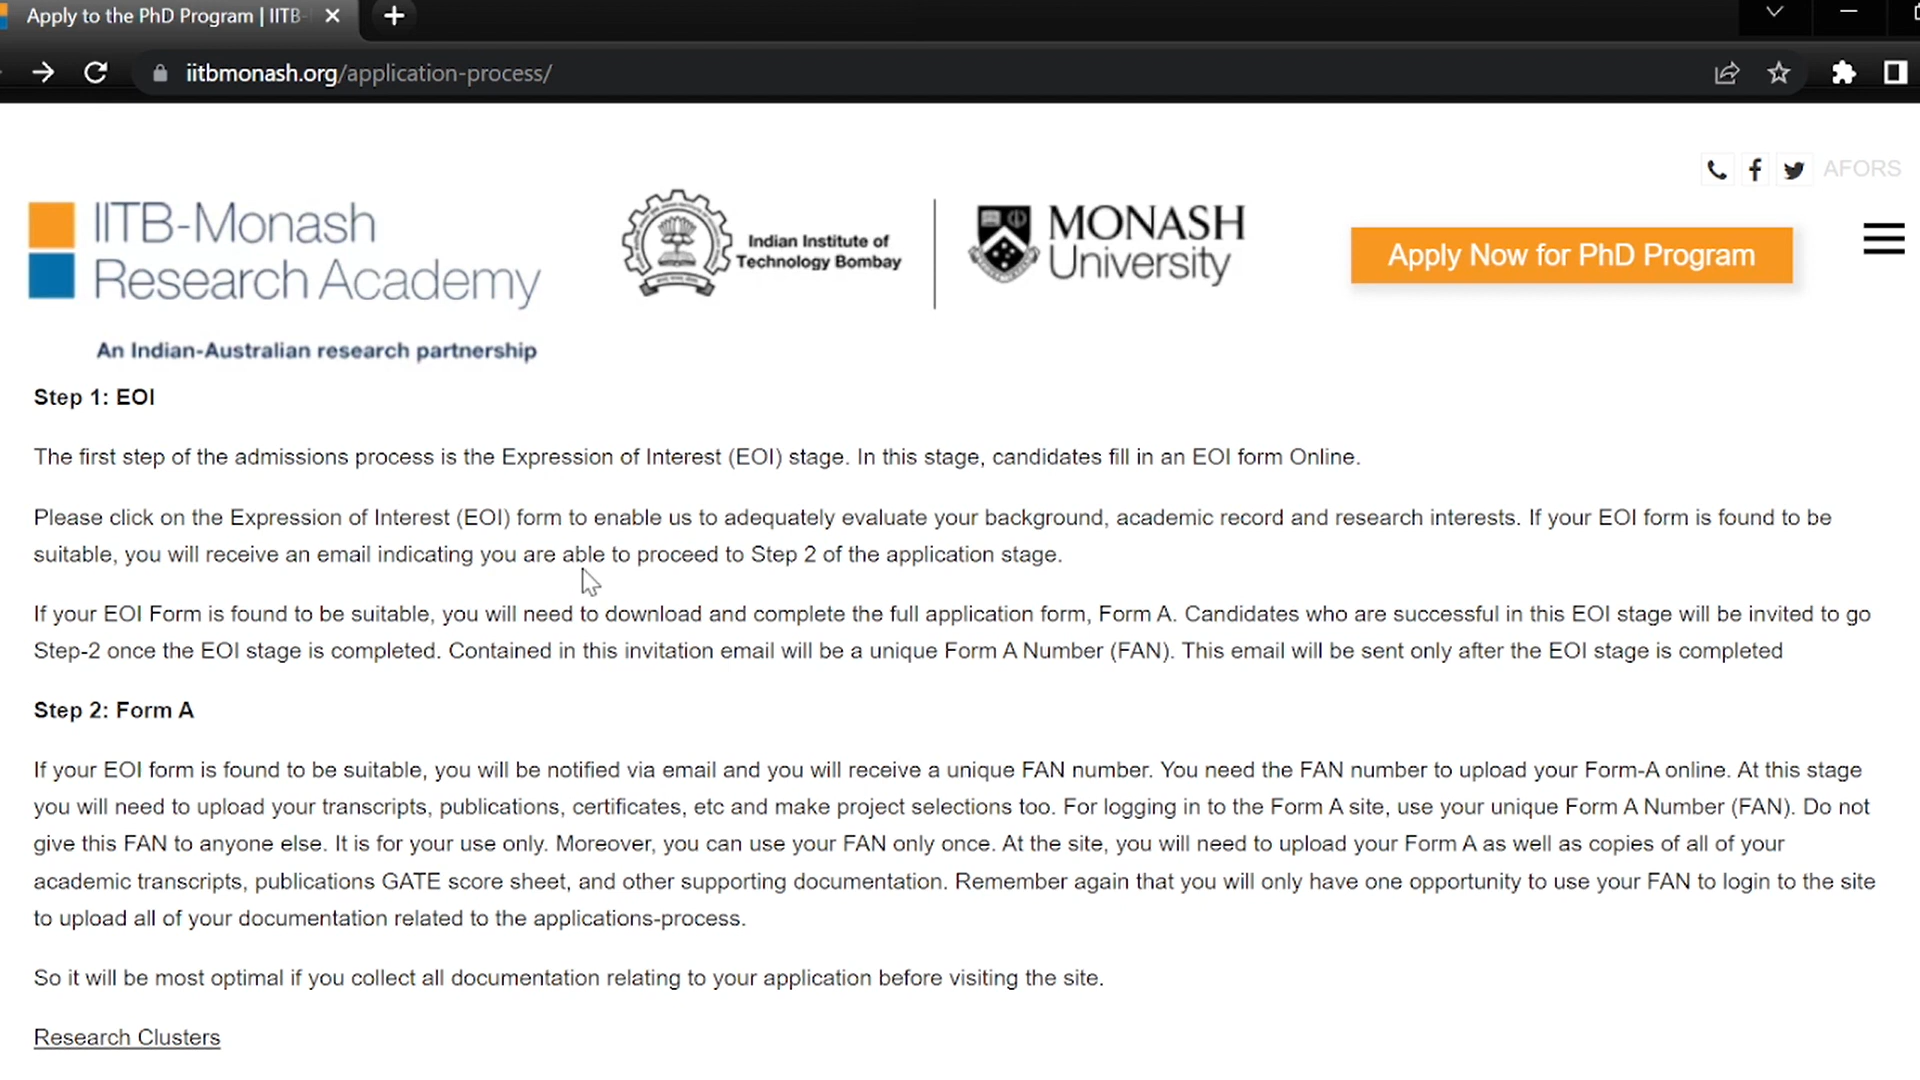 Apply to the PhD Program | IITB-
iitbmonash.org/application-process/
AFORS
IITB-Monash
Research Academy
An Indian-Australian research partnership
Indian Institute of
Technology Bombay
MONASH
University
Apply Now for PhD Program
Step 1: EOI
The first step of the admissions process is the Expression of Interest (EOI) stage. In this stage, candidates fill in an EOI form Online.
Please click on the Expression of Interest (EOI) form to enable us to adequately evaluate your background, academic record and research interests. If your EOI form is found to be
suitable, you will receive an email indicating you are able to proceed to Step 2 of the application stage.
If your EOI Form is found to be suitable, you will need to download and complete the full application form, Form A. Candidates who are successful in this EOI stage will be invited to go
Step-2 once the EOI stage is completed. Contained in this invitation email will be a unique Form A Number (FAN). This email will be sent only after the EOI stage is completed
Step 2: Form A
If your EOI form is found to be suitable, you will be notified via email and you will receive a unique FAN number. You need the FAN number to upload your Form-A online. At this stage
you will need to upload your transcripts, publications, certificates, etc and make project selections too. For logging in to the Form A site, use your unique Form A Number (FAN). Do not
give this FAN to anyone else. It is for your use only. Moreover, you can use your FAN only once. At the site, you will need to upload your Form A as well as copies of all of your
academic transcripts, publications GATE score sheet, and other supporting documentation. Remember again that you will only have one opportunity to use your FAN to login to the site
to upload all of your documentation related to the applications-process.
So it will be most optimal if you collect all documentation relating to your application before visiting the site.
Research Clusters